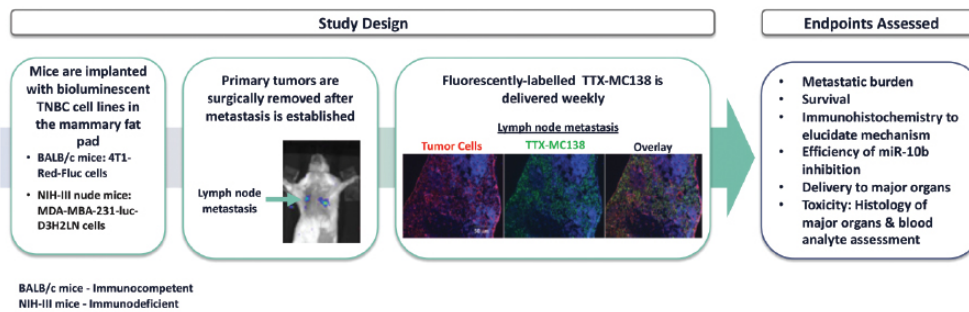 Study Design
Endpoints Assessed
Mice are implanted
with bioluminescent
TNBC cell lines in
the mammary fat
pad
• BALB/c mice: 4T1-
Red-Fluc cells
• NIH-III nude mice:
MDA-MBA-231-luc-
D3H2LN cells
Primary tumors are
surgically removed after
metastasis is established
Lymph node
metastasis
Fluorescently-labelled TTX-MC138 is
delivered weekly
Lymph node metastasis
Tumor Cells TTX-MC138 Overlay
• Metastatic burden
• Survival
• Immunohistochemistry to
elucidate mechanism
• Efficiency of miR-10b
inhibition
• Delivery to major organs
• Toxicity: Histology of
major organs & blood
analyte assessment
BALB/c mice - Immunocompetent
NIH-III mice - Immunodeficient